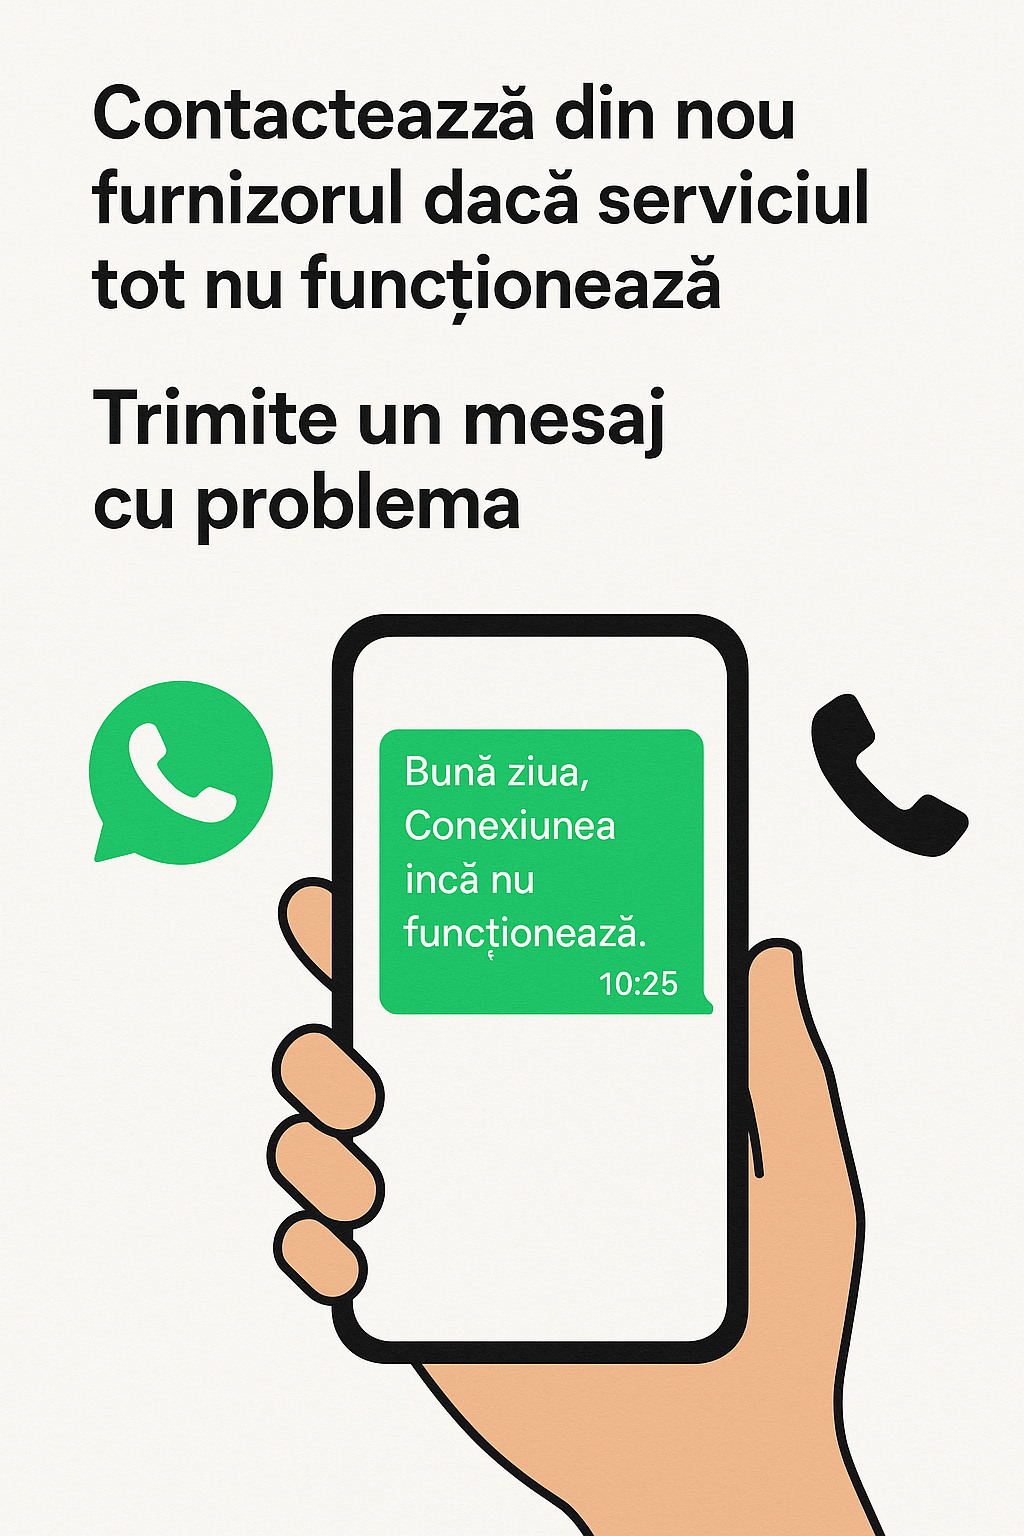 Contacteazză din nou
furnizorul dacă serviciul
tot nu funcționează
Trimite un mesaj
cu problema
Bună ziua,
Conexiunea
incă nu
funcționează.
10:25